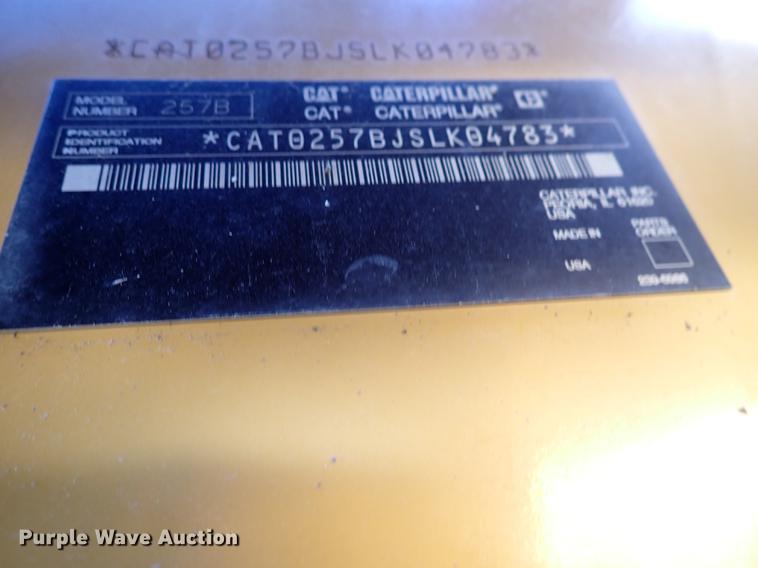 *CAT0257BJSLK04783*
MODEL NUMBER 257B
CAT® CATERPILLAR®
CAT® CATERPILLAR®
PRODUCT IDENTIFICATION NUMBER *CAT0257BJSLK04783*
CATERPILLAR INC.
PEORIA, IL 61629
USA
MADE IN
USA
PARTS
ORDER
Purple Wave Auction®